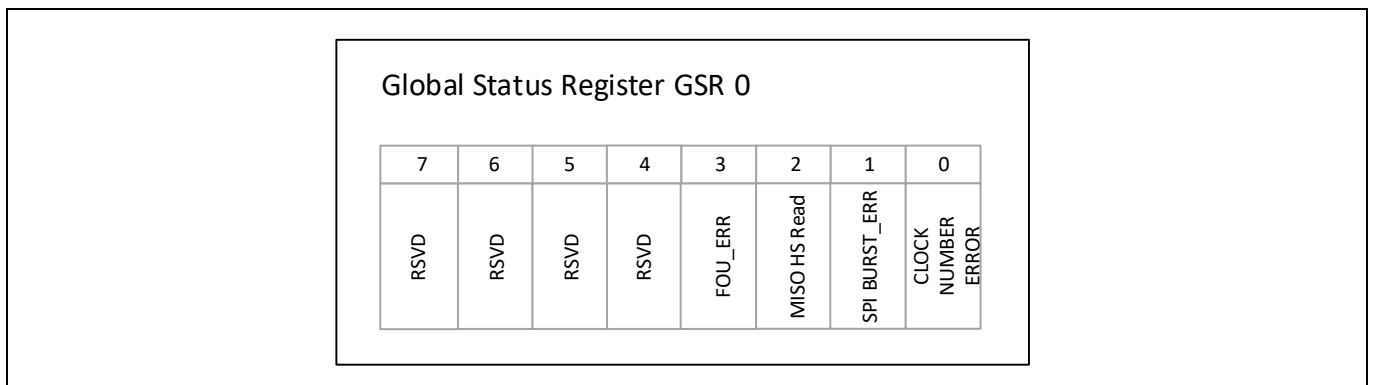 Global Status Register GSR 0
7 6 5 4 3 2 1 0
RSVD
RSVD
RSVD
RSVD
FOU_ERR
MISO HS Read
SPI BURST_ERR
CLOCK
NUMBER
ERROR